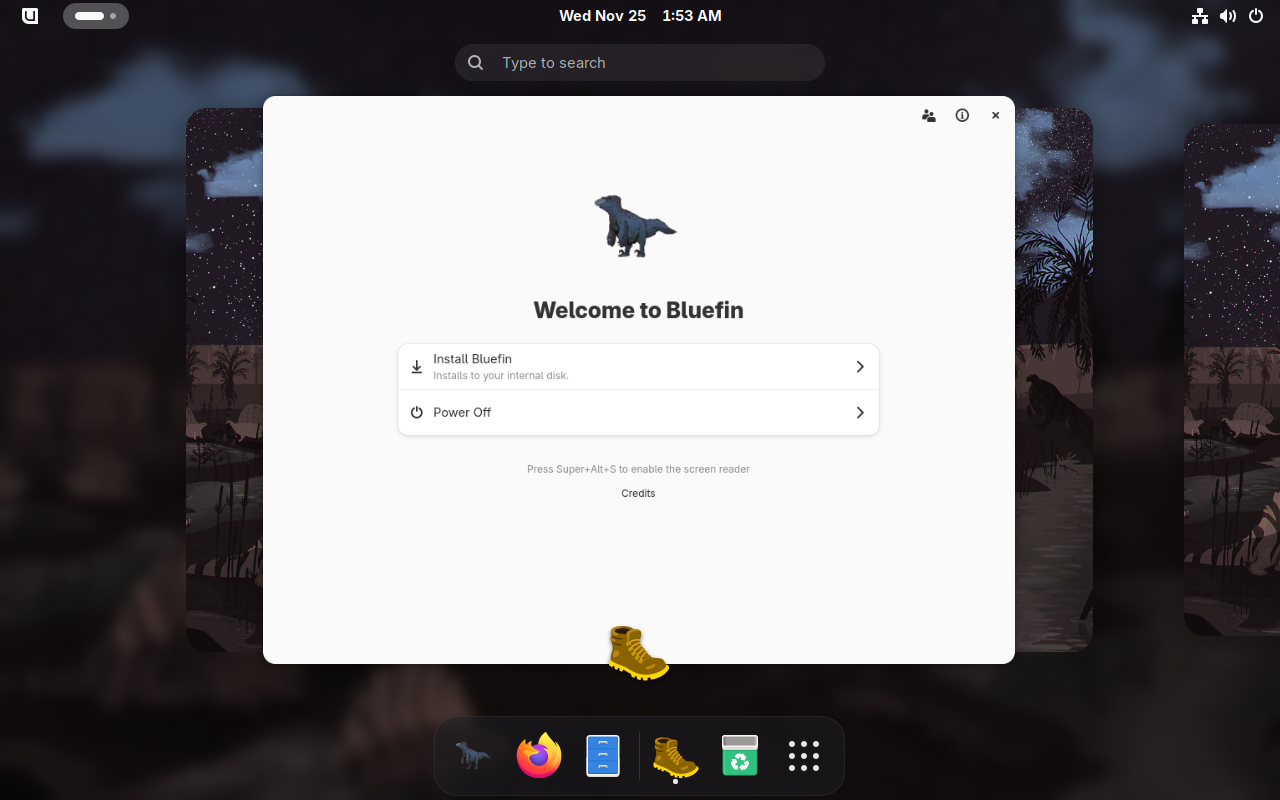 Wed Nov 25 1:53 AM
Type to search
Welcome to Bluefin
Install Bluefin
Installs to your internal disk.
Power Off
Press Super+Alt+S to enable the screen reader
Credits